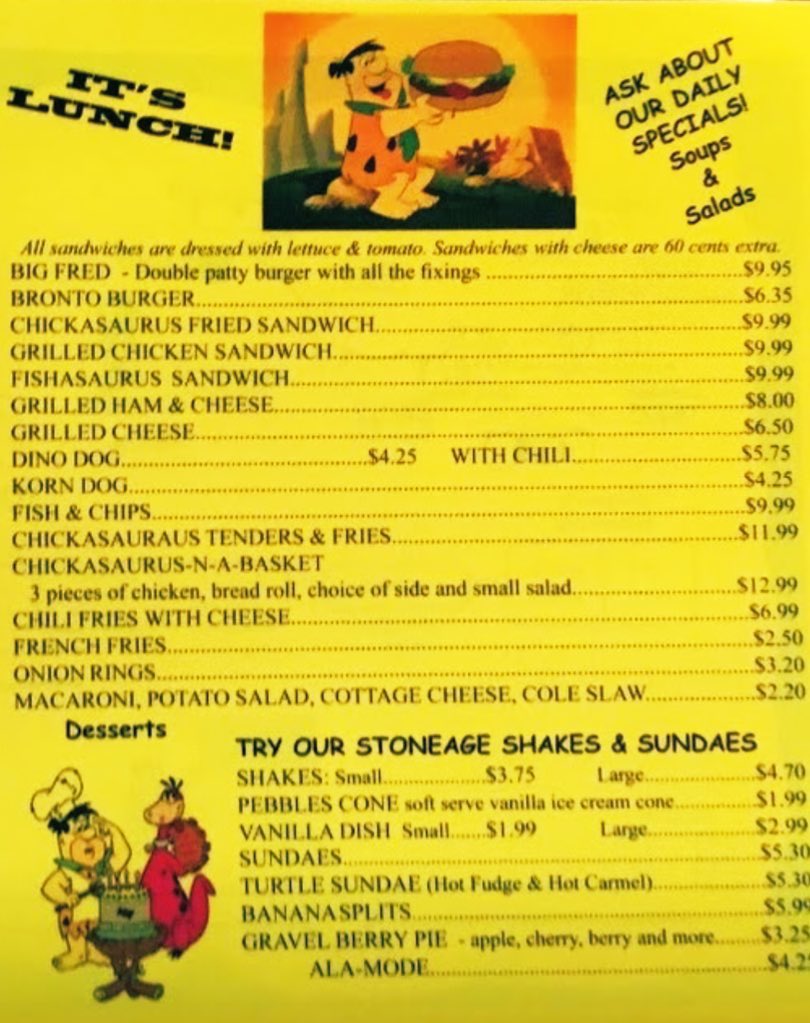 IT'S
LUNCH!
ASK ABOUT
OUR DAILY
SPECIALS!
Soups
&
Salads
All sandwiches are dressed with lettuce & tomato. Sandwiches with cheese are 60 cents extra.
BIG FRED - Double patty burger with all the fixings ........................................$9.95
BRONTO BURGER........................................$6.35
CHICKASAURUS FRIED SANDWICH........................................$9.99
GRILLED CHICKEN SANDWICH........................................$9.99
FISHASAURUS SANDWICH........................................$9.99
GRILLED HAM & CHEESE........................................$8.00
GRILLED CHEESE........................................$6.50
DINO DOG........................................$4.25 WITH CHILI........................................$5.75
KORN DOG........................................$4.25
FISH & CHIPS........................................$9.99
CHICKASAURAUS TENDERS & FRIES........................................$11.99
CHICKASAURUS-N-A-BASKET
3 pieces of chicken, bread roll, choice of side and small salad........................................$12.99
CHILI FRIES WITH CHEESE........................................$6.99
FRENCH FRIES........................................$2.50
ONION RINGS........................................$3.20
MACARONI, POTATO SALAD, COTTAGE CHEESE, COLE SLAW....................$2.20
Desserts
TRY OUR STONEAGE SHAKES & SUNDAES
SHAKES: Small....................$3.75 Large....................$4.70
PEBBLES CONE soft serve vanilla ice cream cone...............$1.99
VANILLA DISH Small.......$1.99 Large....................$2.99
SUNDAES........................................$5.30
TURTLE SUNDAE (Hot Fudge & Hot Carmel)....................$5.30
BANANA SPLITS........................................$5.99
GRAVEL BERRY PIE - apple, cherry, berry and more.........$3.25
ALA-MODE........................................$4.25